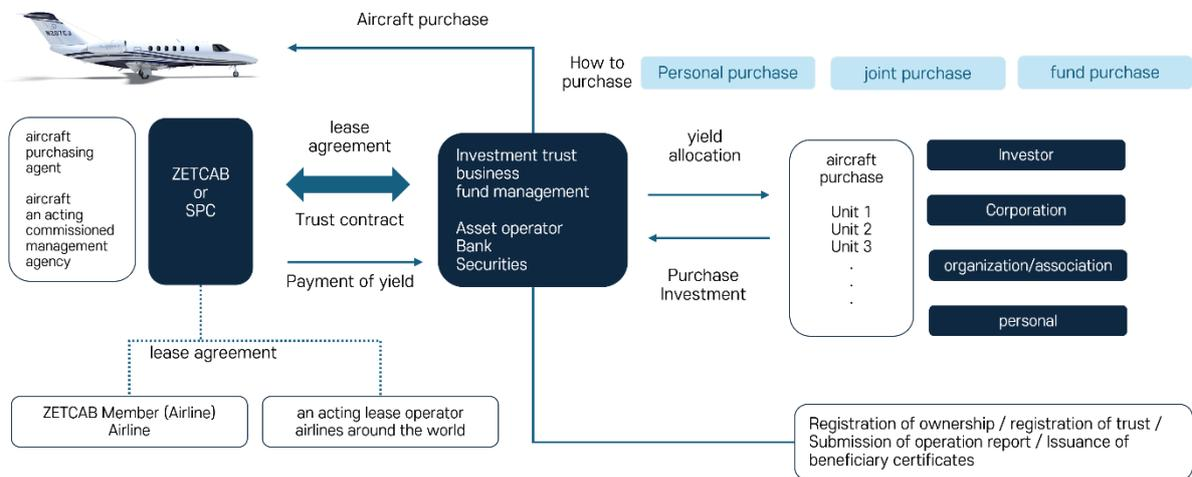 Aircraft purchase
N297CJ
How to
purchase
Personal purchase
joint purchase
fund purchase
aircraft
purchasing
agent
aircraft
an acting
commissioned
management
agency
ZETCAB
or
SPC
lease
agreement
Trust contract
Payment of yield
Investment trust
business
fund management
Asset operator
Bank
Securities
yield
allocation
Purchase
Investment
aircraft
purchase
Unit 1
Unit 2
Unit 3
.
.
.
Investor
Corporation
organization/association
personal
lease agreement
ZETCAB Member (Airline)
Airline
an acting lease operator
airlines around the world
Registration of ownership / registration of trust /
Submission of operation report / Issuance of
beneficiary certificates